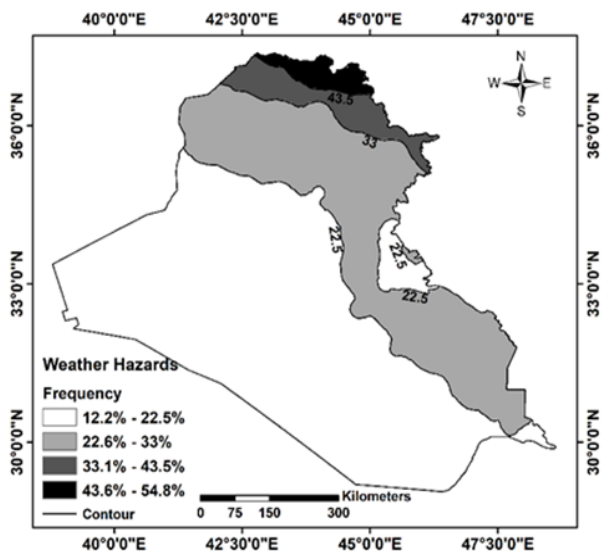 40°0'0"E 42°30'0"E 45°0'0"E 47°30'0"E
N
W E
S
36°0'0"N 36°0'0"N
33°0'0"N 33°0'0"N
30°0'0"N 30°0'0"N
43.5
33
22.5
22.5
22.5
Weather Hazards
Frequency
12.2% - 22.5%
22.6% - 33%
33.1% - 43.5%
43.6% - 54.8%
Contour
Kilometers
0 75 150 300
40°0'0"E 42°30'0"E 45°0'0"E 47°30'0"E